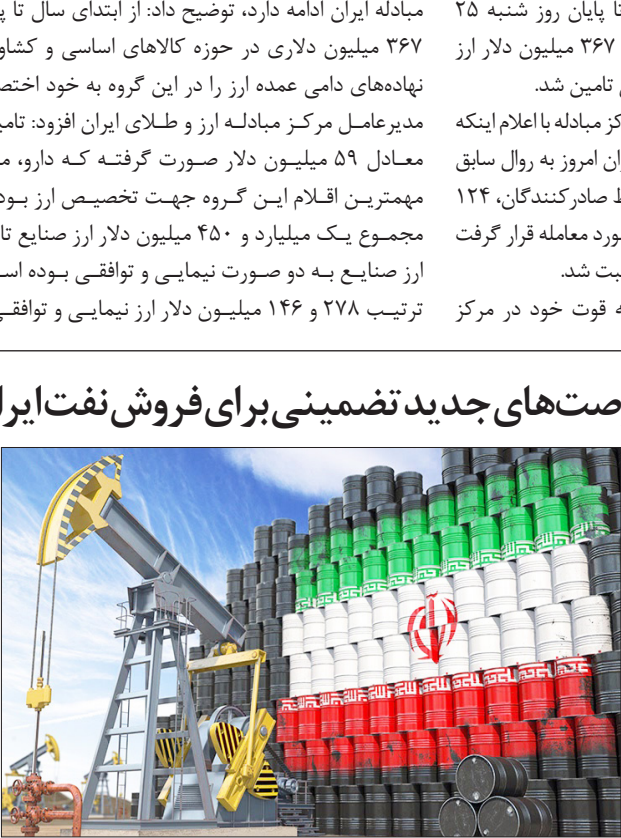 تا پایان روز شنبه ۲۵
۳۶۷ میلیون دلار ارز
تامین شد.
کز مبادله با اعلام اینکه
ان امروز به روال سابق
ط صادرکنندگان، ۱۲۴
ورد معامله قرار گرفت
بت شد.
ه قوت خود در مرکز
مبادله ایران ادامه دارد، توضیح داد: از ابتدای سال تا پا
۳۶۷ میلیون دلاری در حوزه کالاهای اساسی و کشاو
نهاده‌های دامی عمده ارز را در این گروه به خود اختص
مدیرعامل مرکز مبادله ارز و طلای ایران افزود: تامی
معادل ۵۹ میلیون دلار صورت گرفته که دارو، م
مهمترین اقلام این گروه جهت تخصیص ارز بود
مجموع یک میلیارد و ۴۵۰ میلیون دلار ارز صنایع تا
ارز صنایع به دو صورت نیمایی و توافقی بوده اس
ترتیب ۲۷۸ و ۱۴۶ میلیون دلار ارز نیمایی و توافقی
صت‌های جدید تضمینی برای فروش نفت ایرا